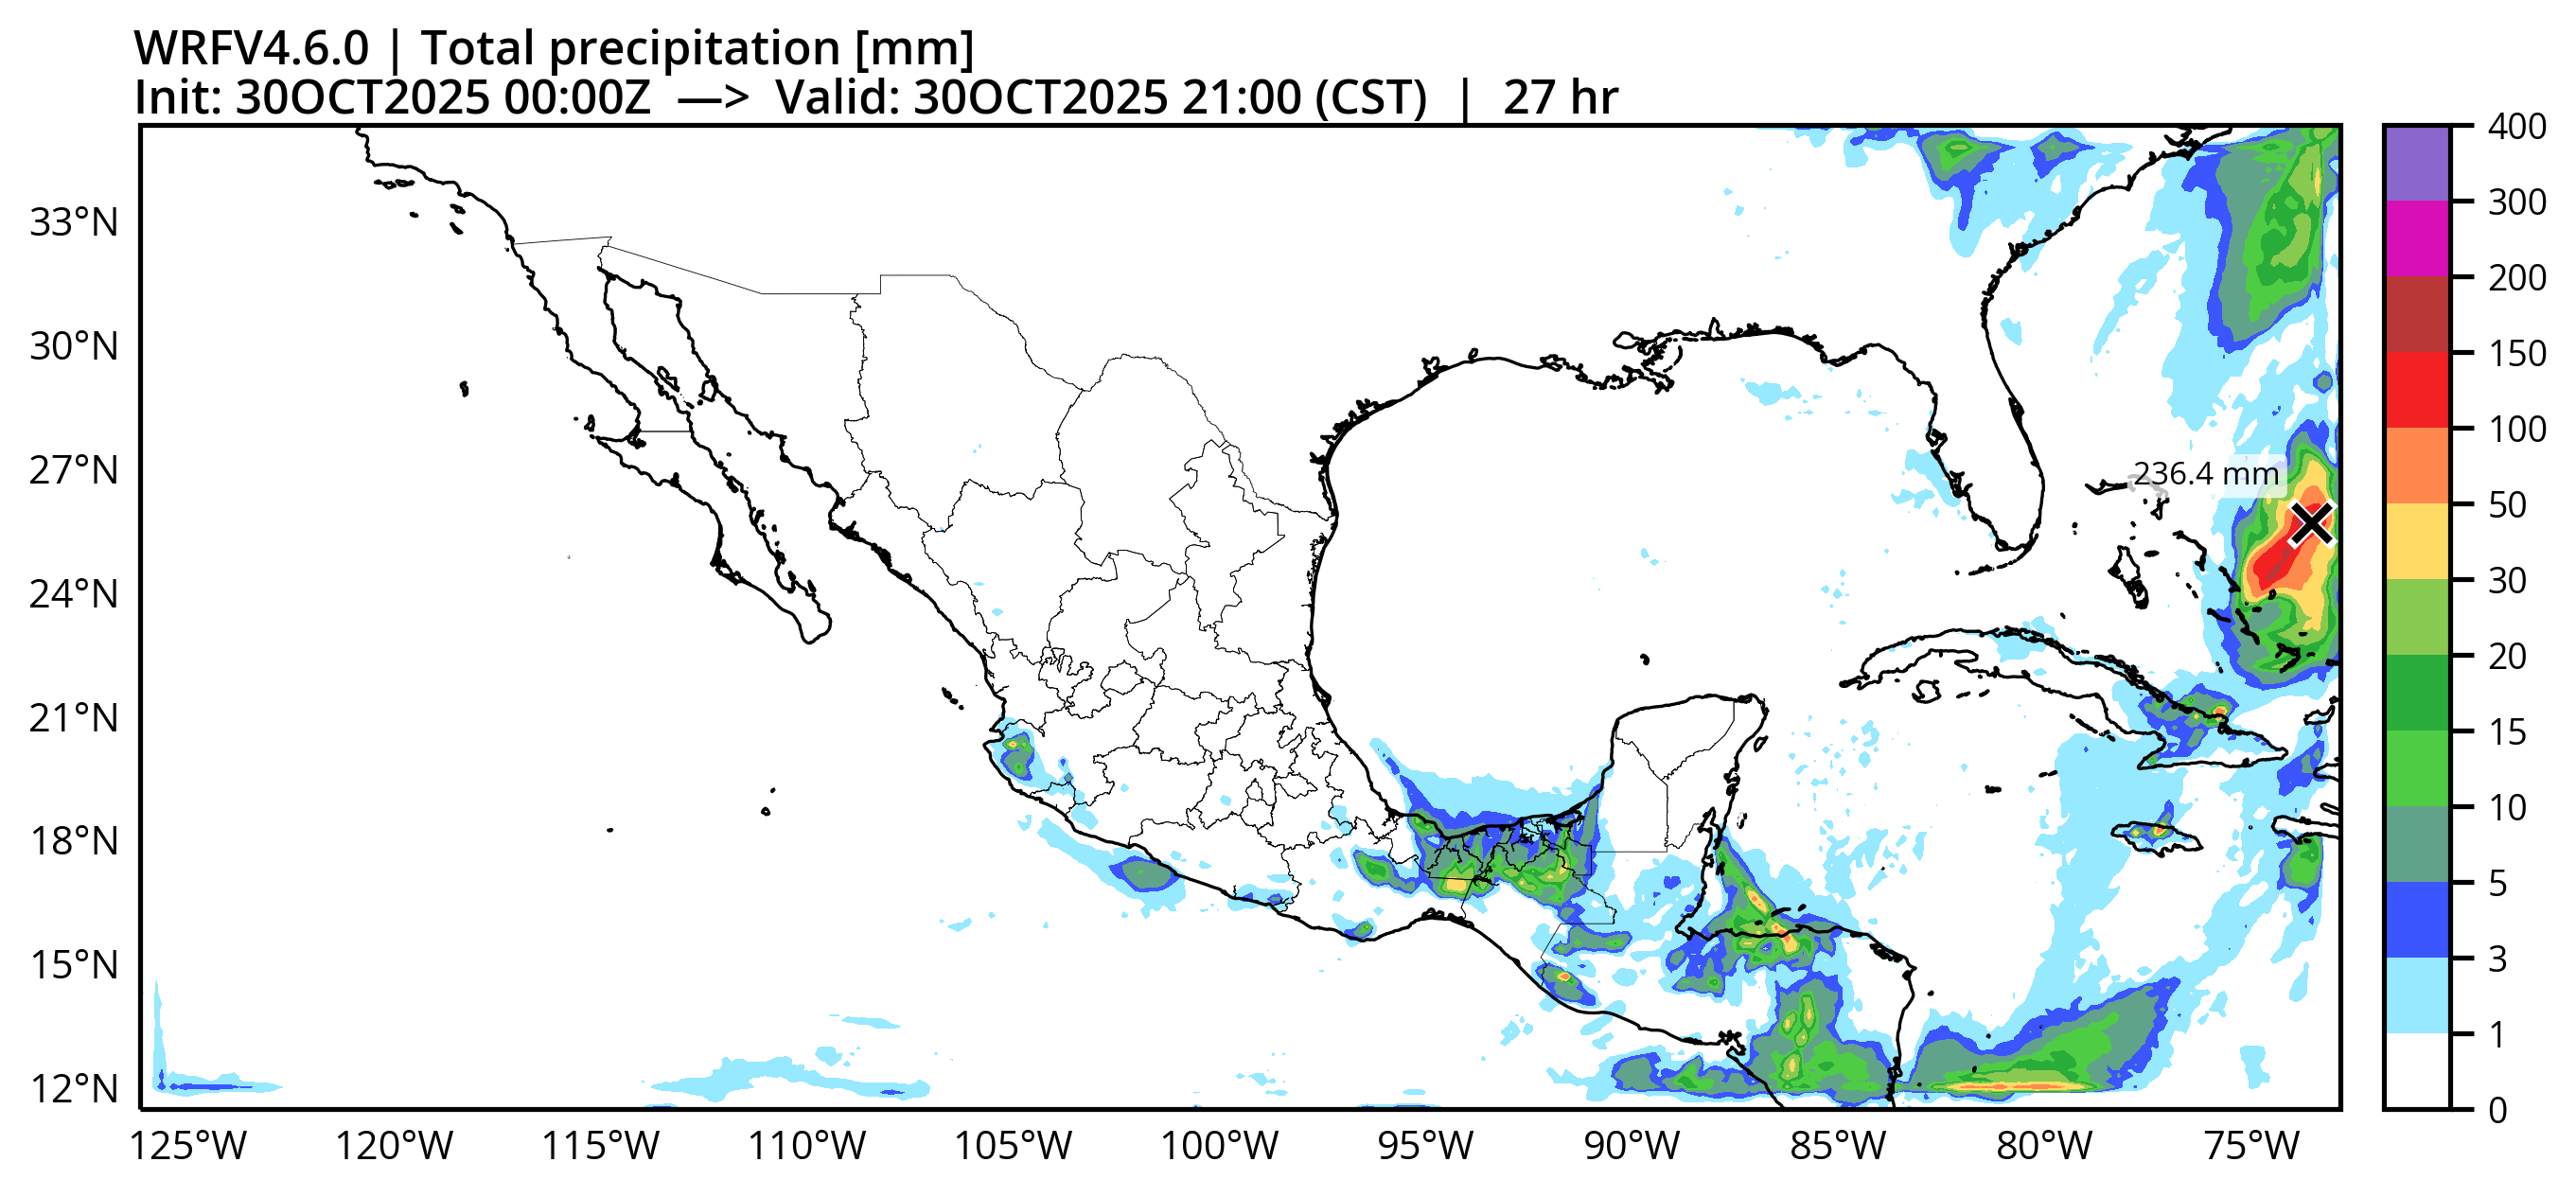 WRFV4.6.0 | Total precipitation [mm]
Init: 30OCT2025 00:00Z —> Valid: 30OCT2025 21:00 (CST) | 27 hr
33°N
30°N
27°N
24°N
21°N
18°N
15°N
12°N
125°W
120°W
115°W
110°W
105°W
100°W
95°W
90°W
85°W
80°W
75°W
236.4 mm
400
300
200
150
100
50
30
20
15
10
5
3
1
0